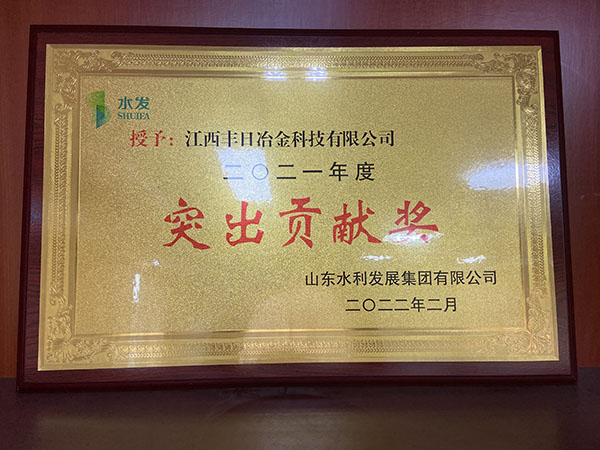 水发
SHUIFA
授予：江西丰日冶金科技有限公司
二〇二一年度
突出贡献奖
山东水利发展集团有限公司
二〇二二年二月